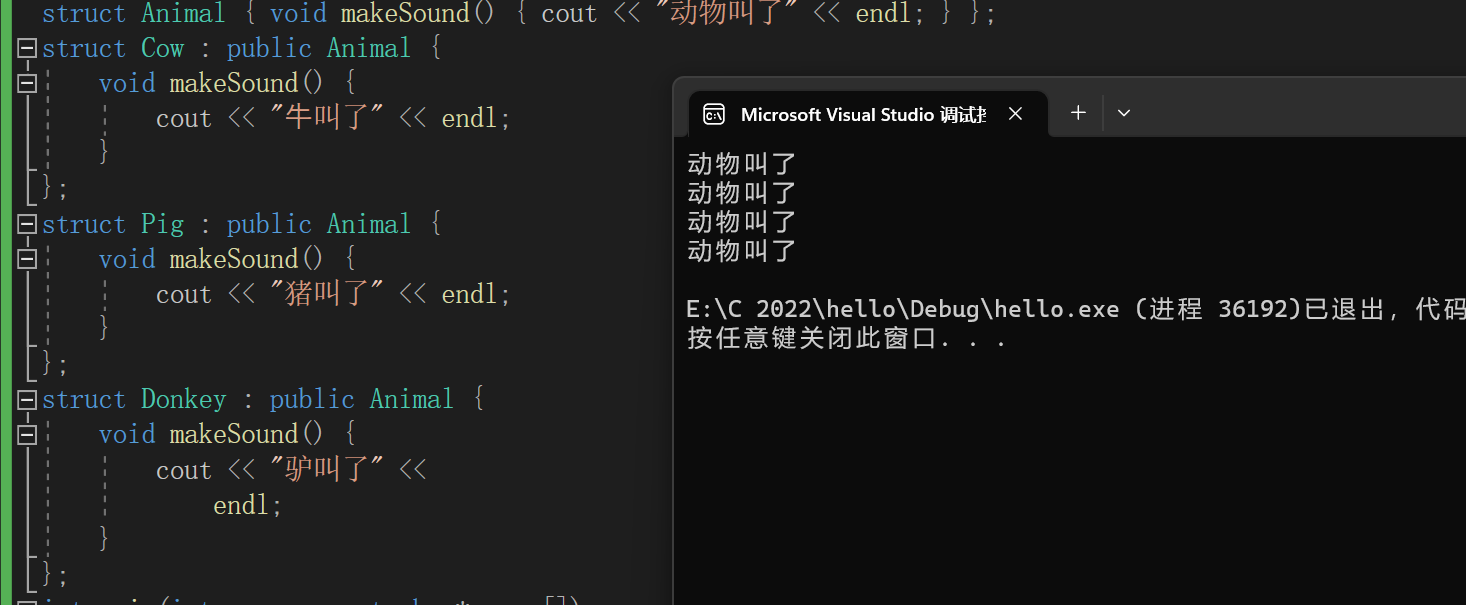 struct Animal { void makeSound() { cout << "动物叫了" << endl; } };
struct Cow : public Animal {
void makeSound() {
cout << "牛叫了" << endl;
}
};
struct Pig : public Animal {
void makeSound() {
cout << "猪叫了" << endl;
}
};
struct Donkey : public Animal {
void makeSound() {
cout << "驴叫了" <<
endl;
}
};
Microsoft Visual Studio 调试
动物叫了
动物叫了
动物叫了
动物叫了
E:\C 2022\hello\Debug\hello.exe (进程 36192)已退出，代码
按任意键关闭此窗口. . .